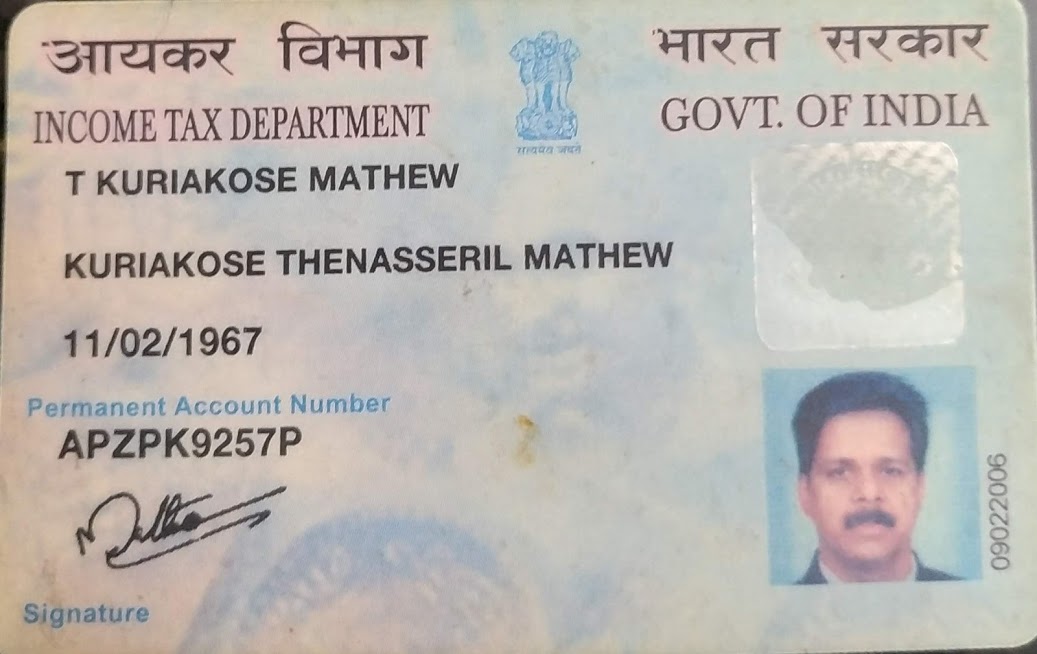 आयकर विभाग
भारत सरकार
INCOME TAX DEPARTMENT
GOVT. OF INDIA
सत्यमेव जयते
T KURIAKOSE MATHEW
KURIAKOSE THENASSERIL MATHEW
11/02/1967
Permanent Account Number
APZPK9257P
Signature
09022006